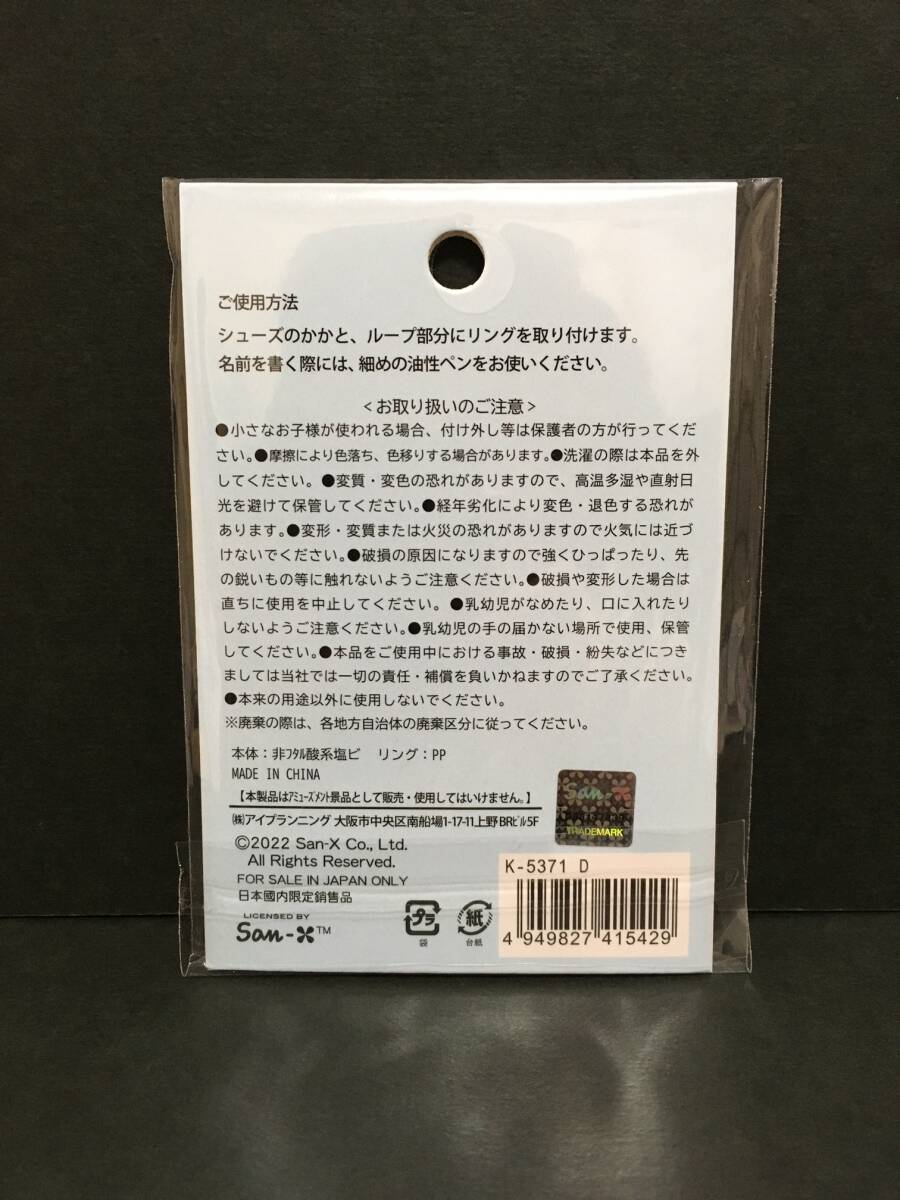 ご使用方法
シューズのかかと、ループ部分にリングを取り付けます。
名前を書く際には、細めの油性ペンをお使いください。
<お取り扱いのご注意>
●小さなお子様が使われる場合、付け外し等は保護者の方が行ってくだ
さい。●摩擦により色落ち、色移りする場合があります。●洗濯の際は本品を外
してください。●変質・変色の恐れがありますので、高温多湿や直射日
光を避けて保管してください。●経年劣化により変色・退色する恐れ
があります。●変形・変質または火災の恐れがありますので火気には近づ
けないでください。●破損の原因になりますので強くひっぱったり、先
の鋭いもの等に触れないようご注意ください。●破損や変形した場合は
直ちに使用を中止してください。●乳幼児がなめたり、口に入れたり
しないようご注意ください。●乳幼児の手の届かない場所で使用、保管
してください。●本品をご使用中における事故・破損・紛失などにつき
ましては当社では一切の責任・補償を負いかねますのでご了承ください。
●本来の用途以外に使用しないでください。
※廃棄の際は、各地方自治体の廃棄区分に従ってください。
本体：非フタル酸系塩ビ リング：PP
MADE IN CHINA
【本製品はアミューズメント景品として販売・使用してはいけません。】
㈱アイプランニング 大阪市中央区南船場1-17-11上野BRビル5F
©2022 San-X Co., Ltd.
All Rights Reserved.
FOR SALE IN JAPAN ONLY
日本國内限定銷售品
LICENSED BY
San-X™
プラ
袋
紙
台紙
San-X
TRADEMARK
K-5371 D
4 949827 415429